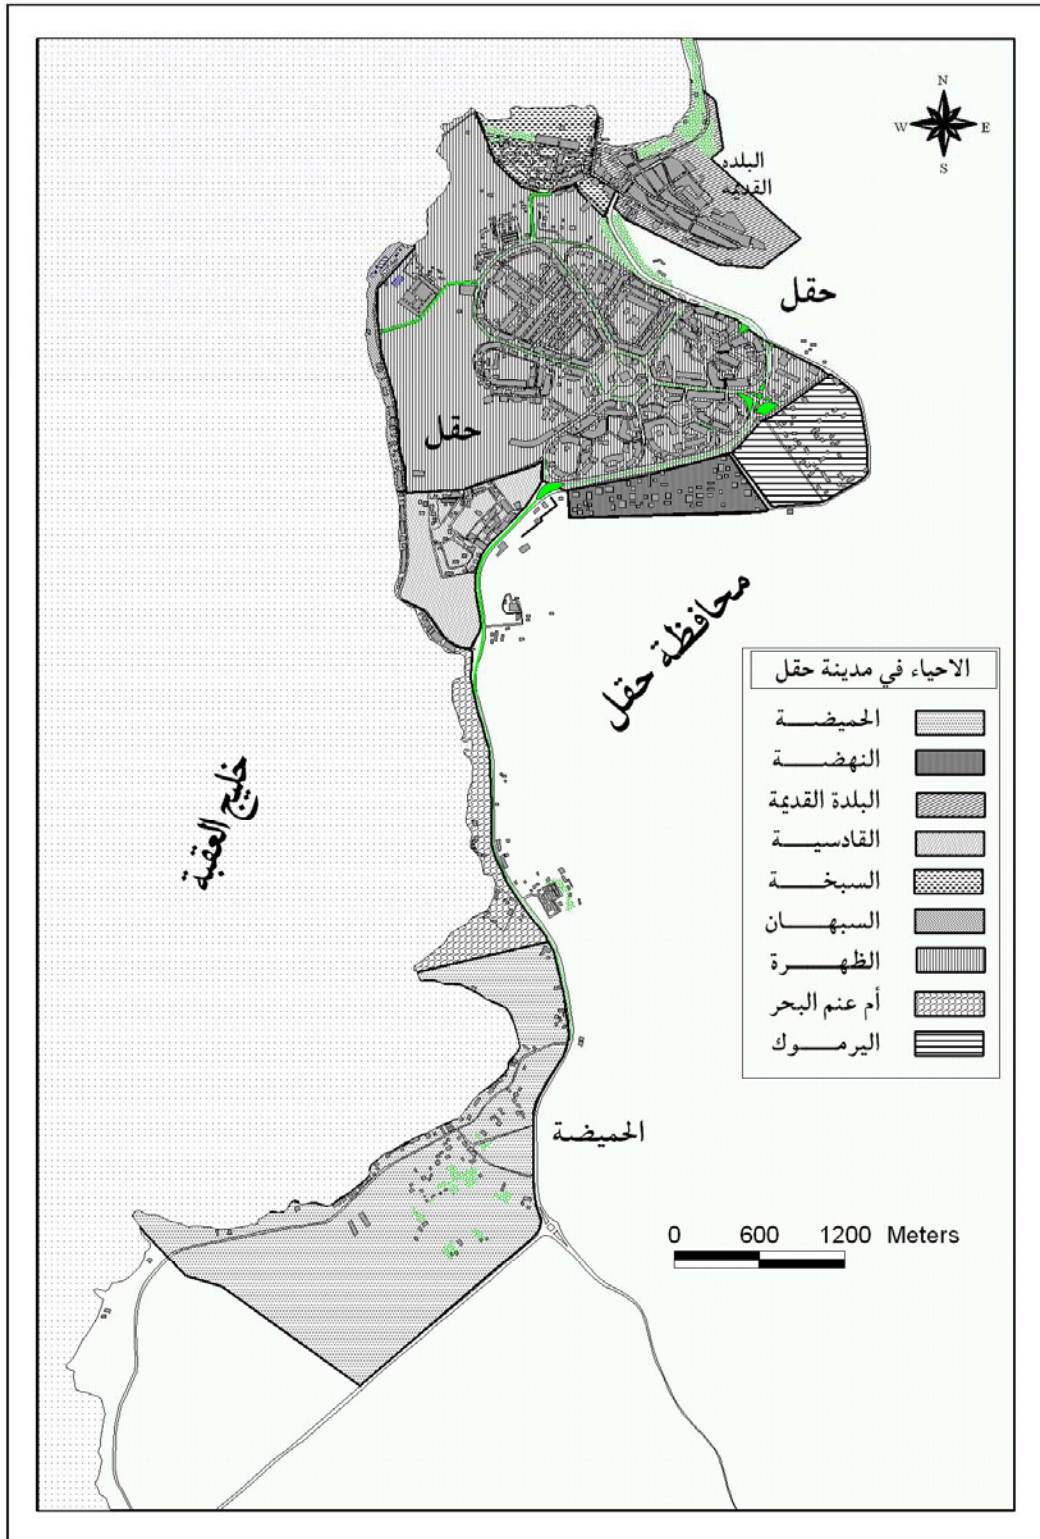 N
W E
S
البلده
القديمه
حقل
حقل
محافظة حقل
خليج العقبة
الاحياء في مدينة حقل
الحميضة
النهضة
البلدة القديمة
القادسية
السبخة
السبهان
الظهرة
أم عنم البحر
اليرموك
الحميضة
0 600 1200 Meters